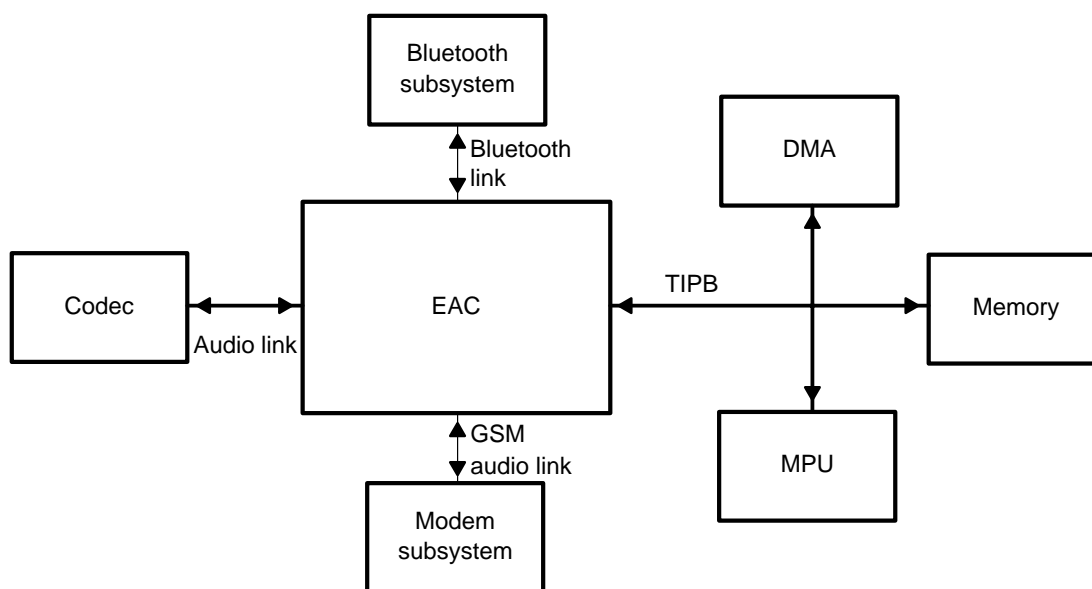 Bluetooth
subsystem
Bluetooth
link
DMA
Codec
Audio link
EAC
TIPB
Memory
GSM
audio link
MPU
Modem
subsystem